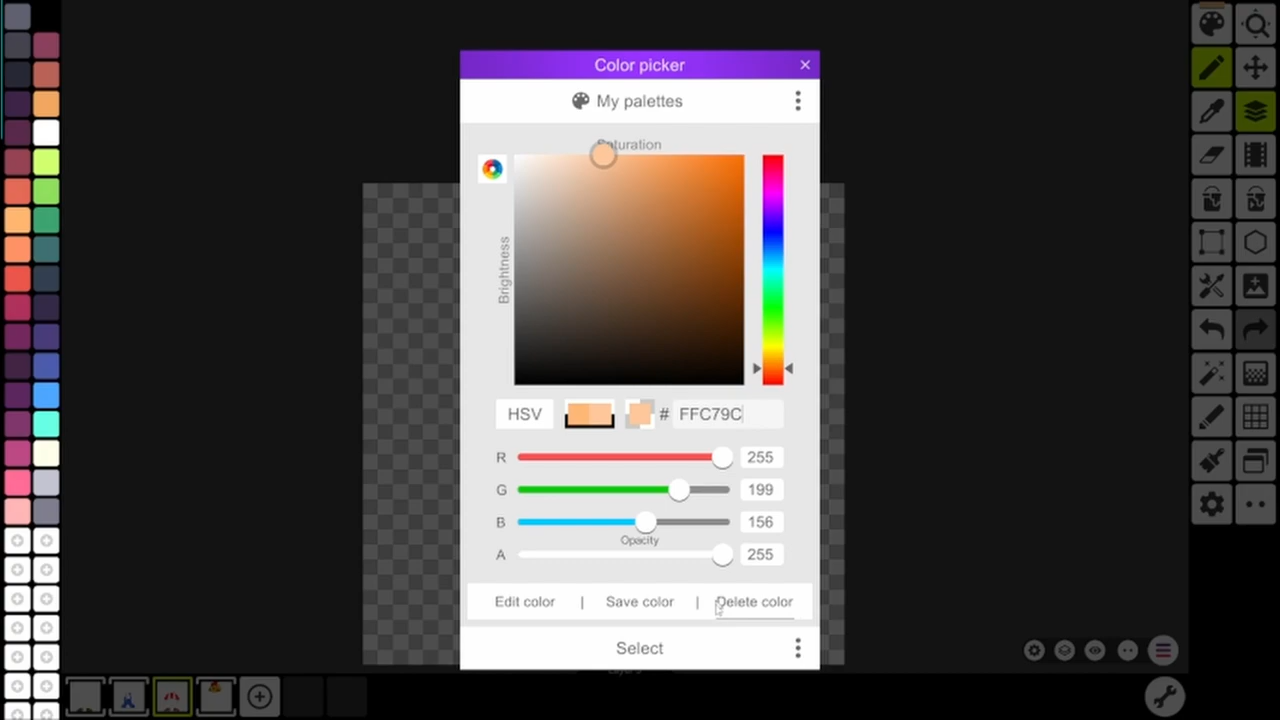 Color picker
My palettes
Saturation
Brightness
HSV # FFC79C
R 255
G 199
B 156
Opacity
A 255
Edit color | Save color | Delete color
Select